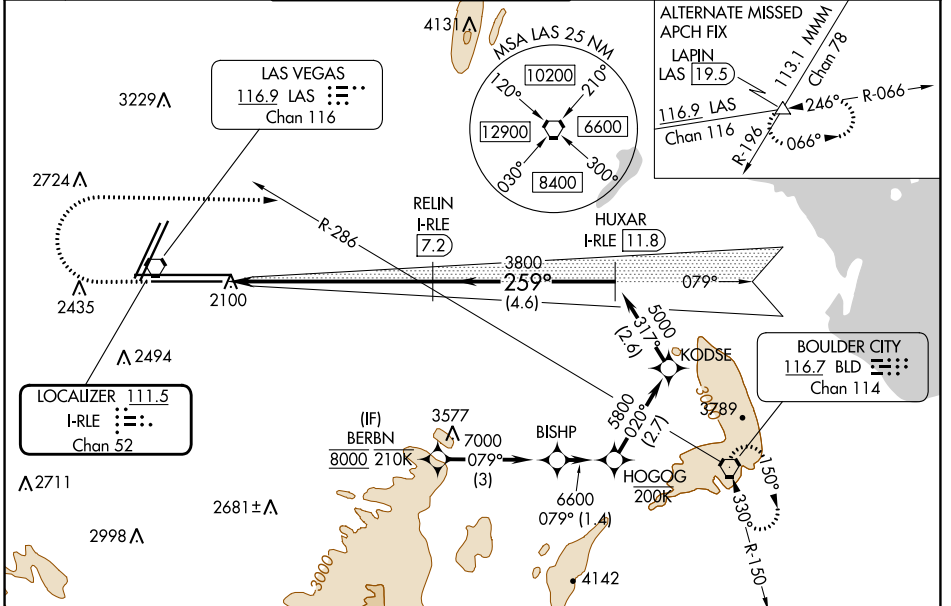 4131
MSA LAS 25 NM
10200
120°
210°
12900
6600
030°
300°
8400
ALTERNATE MISSED
APCH FIX
LAPIN
LAS 19.5
113.1 MMM
Chan 78
116.9 LAS
Chan 116
246°
R-066
066°
R-196
LAS VEGAS
116.9 LAS
Chan 116
3229
2724
R-286
RELIN
I-RLE
7.2
HUXAR
I-RLE 11.8
3800
259°
(4.6)
079°
2435
2100
5000
317°
(2.6)
KODSE
2494
BOULDER CITY
116.7 BLD
Chan 114
LOCALIZER 111.5
I-RLE
Chan 52
3000
3789
(IF)
BERBN
8000 210K
3577
7000
079°
(3)
BISHP
5800
020°
(2.7)
HOGOG
200K
6600
079° (1.4)
150°
330°
R-150
2711
2681±
2998
3000
4142